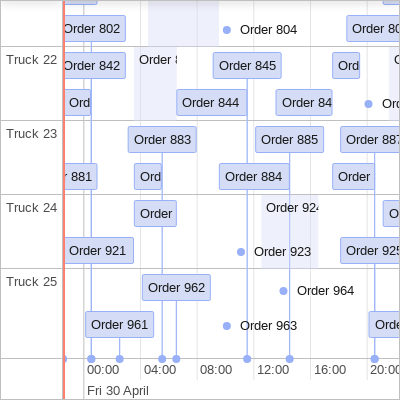 Order 802
Order 804
Order 80
Truck 22
Order 842
Order 8
Order 845
Ord
Ord
Order 844
Order 84
Ord
Truck 23
Order 883
Order 885
Order 887
881
Ord
Order 884
Order
Truck 24
Order
Order 924
Order 921
Order 923
Order 925
Truck 25
Order 962
Order 964
Order 961
Order 963
Orde
00:00
04:00
08:00
12:00
16:00
20:00
Fri 30 April